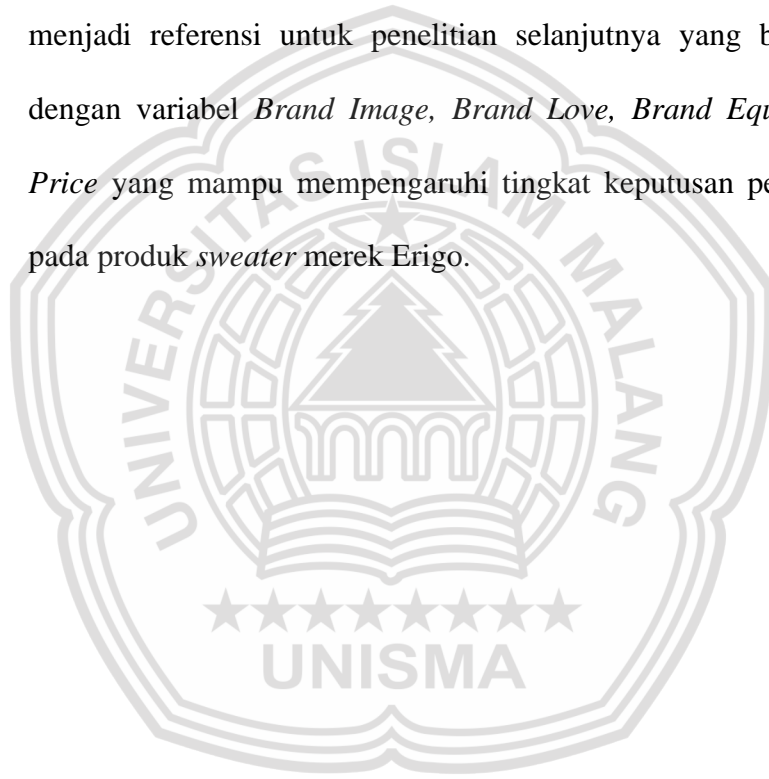 menjadi referensi untuk penelitian selanjutnya yang
dengan variabel Brand Image, Brand Love, Brand
Price yang mampu mempengaruhi tingkat keputusan
pada produk sweater merek Erigo.
UNIVERSITAS ISLAM MALANG
UNISMA